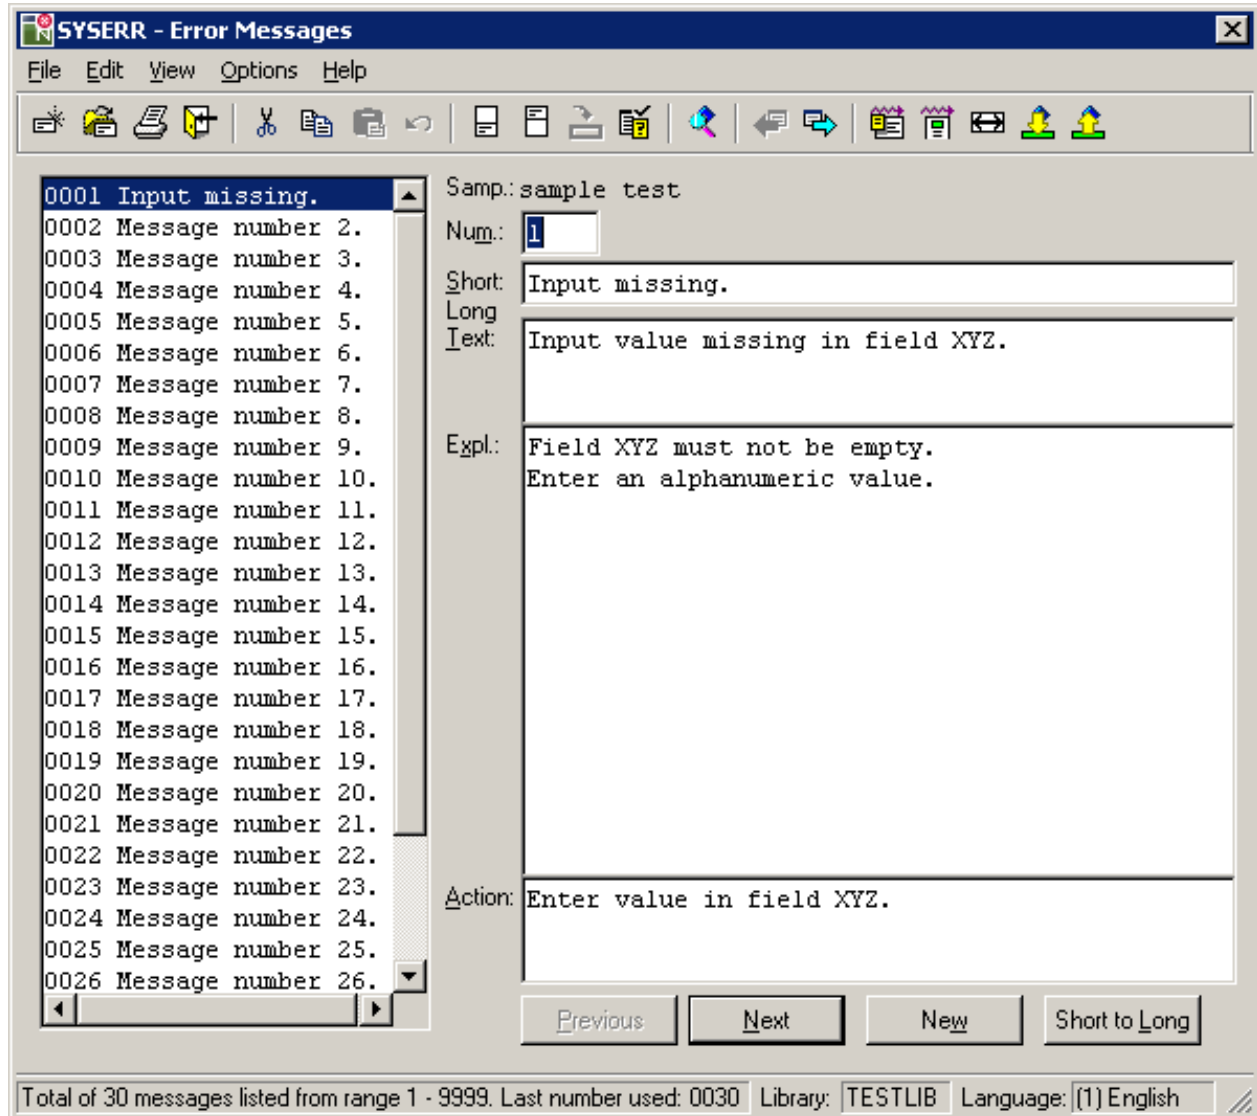 SYSERR - Error Messages
File Edit View Options Help
0001 Input missing.
0002 Message number 2.
0003 Message number 3.
0004 Message number 4.
0005 Message number 5.
0006 Message number 6.
0007 Message number 7.
0008 Message number 8.
0009 Message number 9.
0010 Message number 10.
0011 Message number 11.
0012 Message number 12.
0013 Message number 13.
0014 Message number 14.
0015 Message number 15.
0016 Message number 16.
0017 Message number 17.
0018 Message number 18.
0019 Message number 19.
0020 Message number 20.
0021 Message number 21.
0022 Message number 22.
0023 Message number 23.
0024 Message number 24.
0025 Message number 25.
0026 Message number 26.
Samp.: sample test
Num.: 1
Short: Input missing.
Long
Text: Input value missing in field XYZ.
Expl.: Field XYZ must not be empty.
Enter an alphanumeric value.
Action: Enter value in field XYZ.
Previous Next New Short to Long
Total of 30 messages listed from range 1 - 9999. Last number used: 0030 Library: TESTLIB Language: (1) English